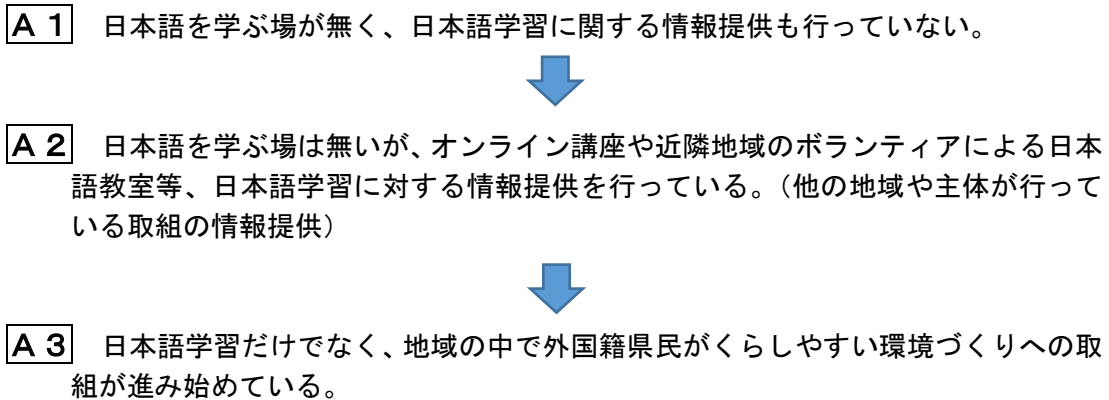 Ａ１　日本語を学ぶ場が無く、日本語学習に関する情報提供も行っていない。
Ａ２　日本語を学ぶ場は無いが、オンライン講座や近隣地域のボランティアによる日本
語教室等、日本語学習に対する情報提供を行っている。（他の地域や主体が行って
いる取組の情報提供）
Ａ３　日本語学習だけでなく、地域の中で外国籍県民がくらしやすい環境づくりへの取
組が進み始めている。